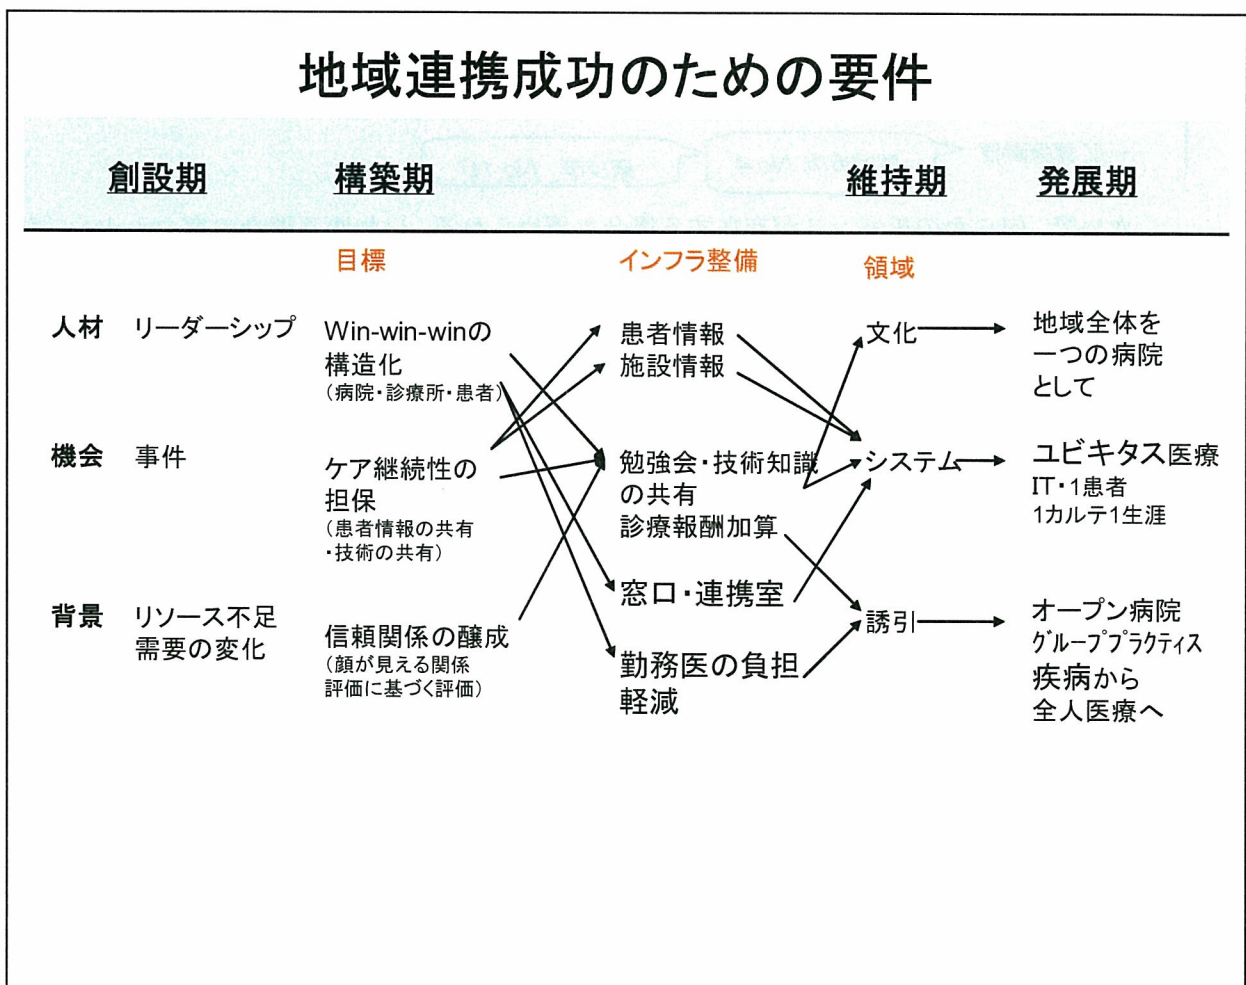 地域連携成功のための要件
創設期
構築期
維持期
発展期
目標
インフラ整備
領域
人材
リーダーシップ
Win-win-winの
構造化
(病院・診療所・患者)
患者情報
施設情報
文化
地域全体を
一つの病院
として
機会
事件
ケア継続性の
担保
(患者情報の共有
・技術の共有)
勉強会・技術知識
の共有
診療報酬加算
システム
ユビキタス医療
IT・1患者
1カルテ1生涯
窓口・連携室
背景
リソース不足
需要の変化
信頼関係の醸成
(顔が見える関係
評価に基づく評価)
勤務医の負担
軽減
誘引
オープン病院
グループプラクティス
疾病から
全人医療へ